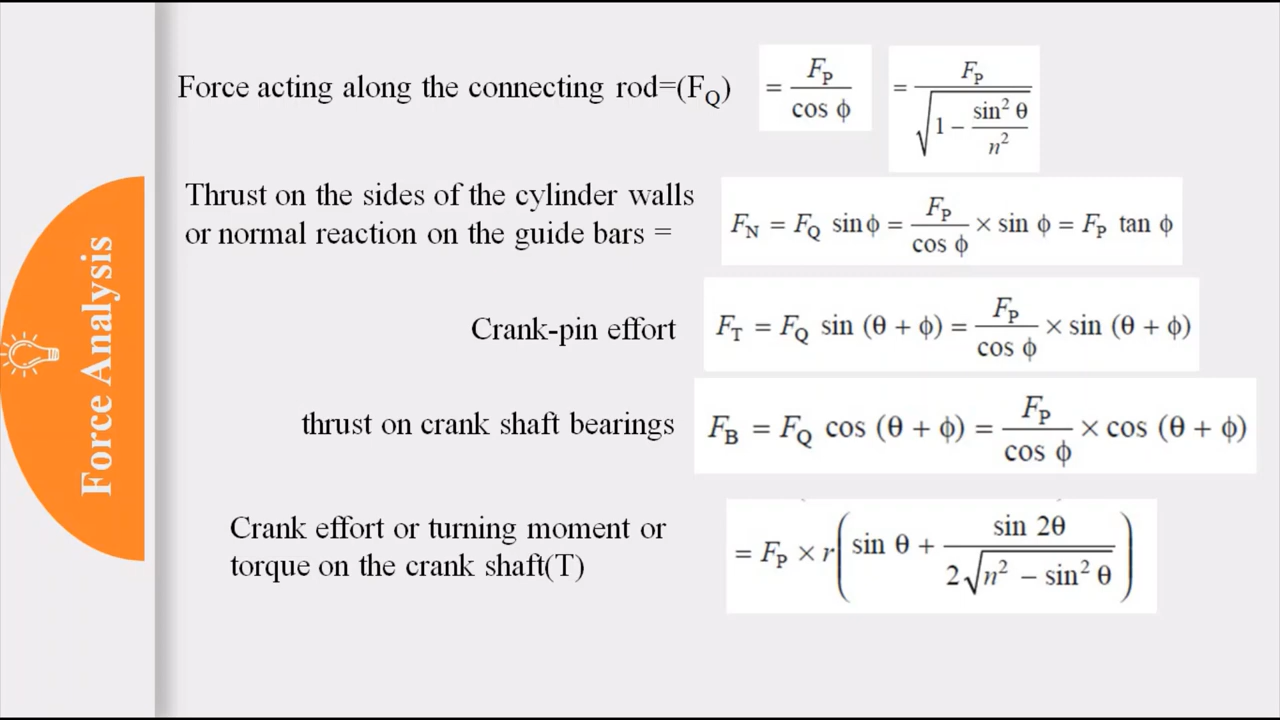 Force Analysis
Force acting along the connecting rod=(F_Q) = F_P / cos ϕ = F_P / √(1 − sin² θ / n²)
Thrust on the sides of the cylinder walls
or normal reaction on the guide bars = F_N = F_Q sin ϕ = F_P / cos ϕ × sin ϕ = F_P tan ϕ
Crank-pin effort F_T = F_Q sin (θ + ϕ) = F_P / cos ϕ × sin (θ + ϕ)
thrust on crank shaft bearings F_B = F_Q cos (θ + ϕ) = F_P / cos ϕ × cos (θ + ϕ)
Crank effort or turning moment or
torque on the crank shaft(T) = F_P × r ( sin θ + sin 2θ / 2√(n² − sin² θ) )